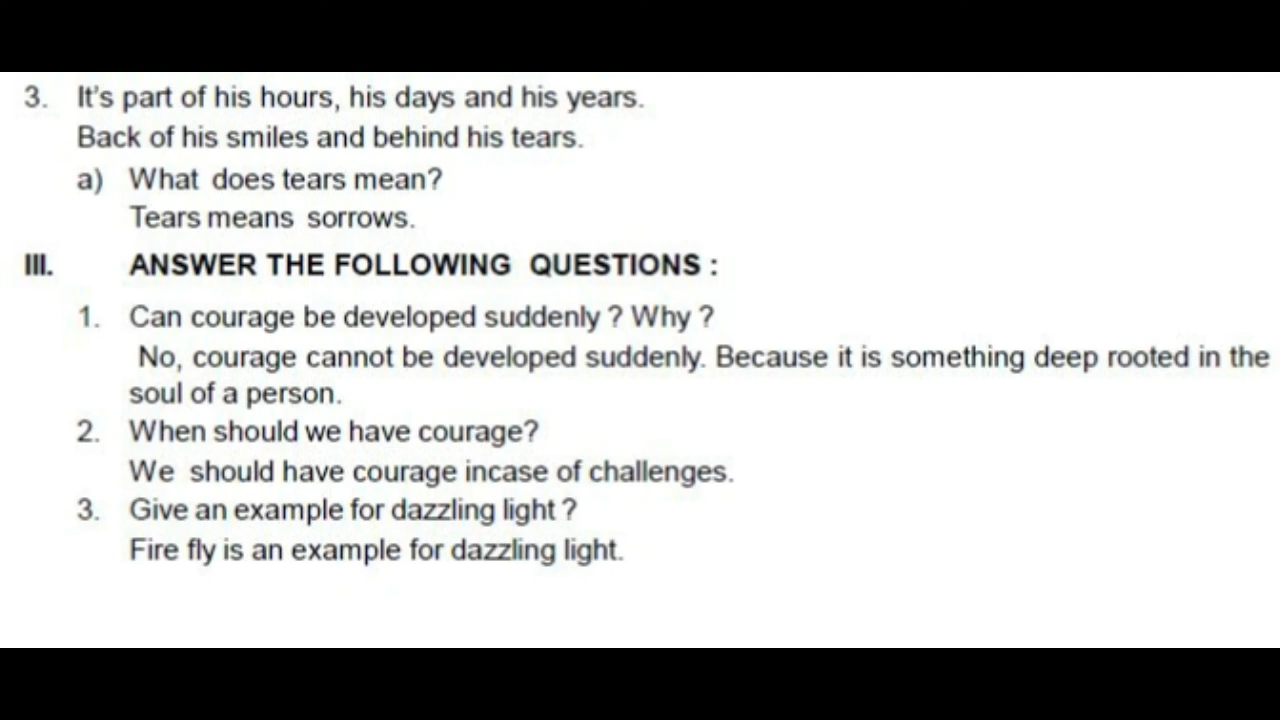 3. It's part of his hours, his days and his years.
Back of his smiles and behind his tears.
a) What does tears mean?
Tears means sorrows.
III. ANSWER THE FOLLOWING QUESTIONS :
1. Can courage be developed suddenly ? Why ?
No, courage cannot be developed suddenly. Because it is something deep rooted in the
soul of a person.
2. When should we have courage?
We should have courage incase of challenges.
3. Give an example for dazzling light ?
Fire fly is an example for dazzling light.